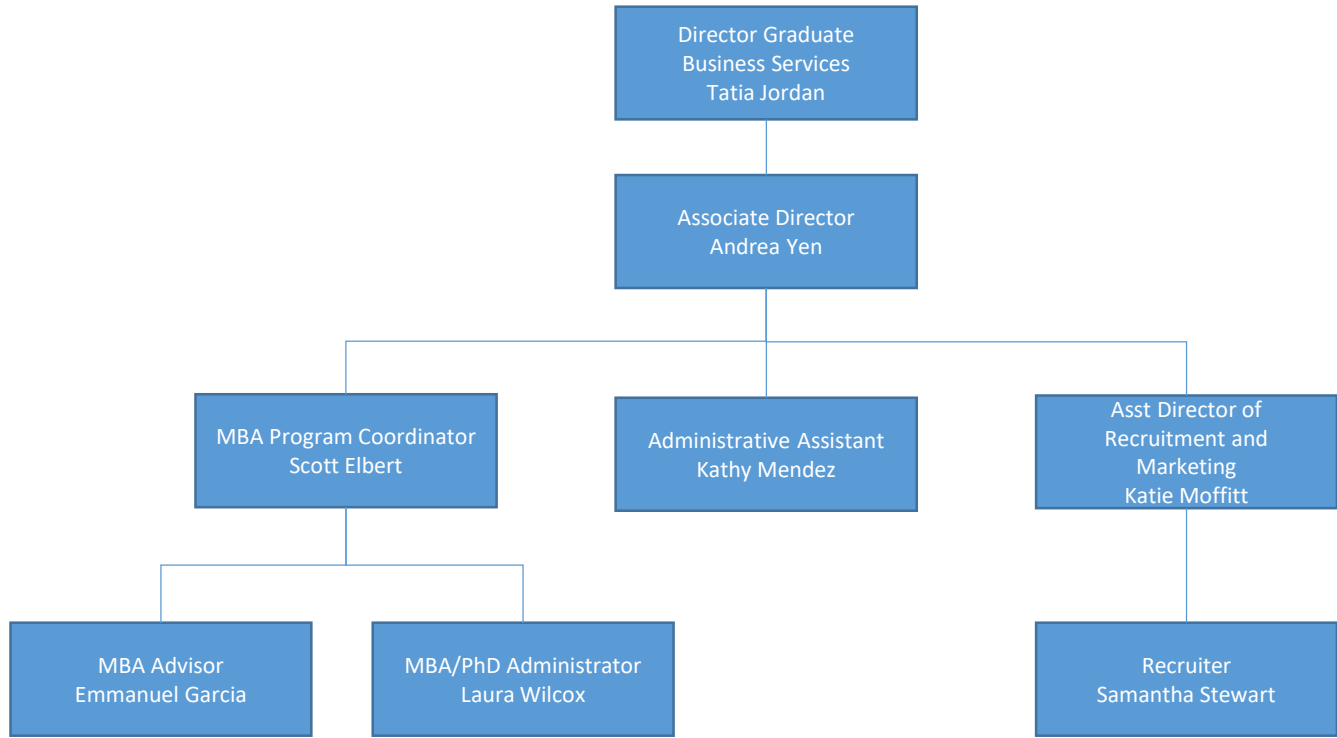 Director Graduate
Business Services
Tatia Jordan
Associate Director
Andrea Yen
MBA Program Coordinator
Scott Elbert
Administrative Assistant
Kathy Mendez
Asst Director of
Recruitment and
Marketing
Katie Moffitt
MBA Advisor
Emmanuel Garcia
MBA/PhD Administrator
Laura Wilcox
Recruiter
Samantha Stewart